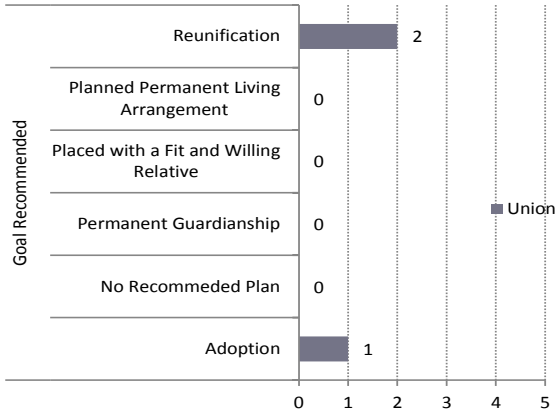 Goal Recommended
Reunification
2
Planned Permanent Living
Arrangement
0
Placed with a Fit and Willing
Relative
0
Permanent Guardianship
0
No Recommeded Plan
0
Adoption
1
Union
0 1 2 3 4 5